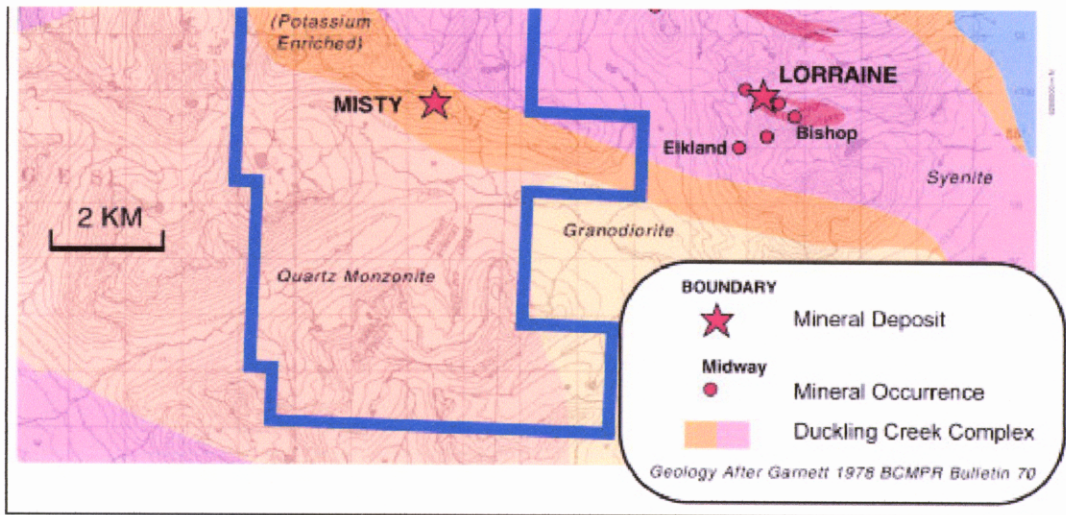 (Potassium
Enriched)
LORRAINE
MISTY
Bishop
Elkland
G E S)
Syenite
2 KM
Granodiorite
Quartz Monzonite
BOUNDARY
Mineral Deposit
Midway
Mineral Occurrence
Duckling Creek Complex
Geology After Garnett 1978 BCMPR Bulletin 70